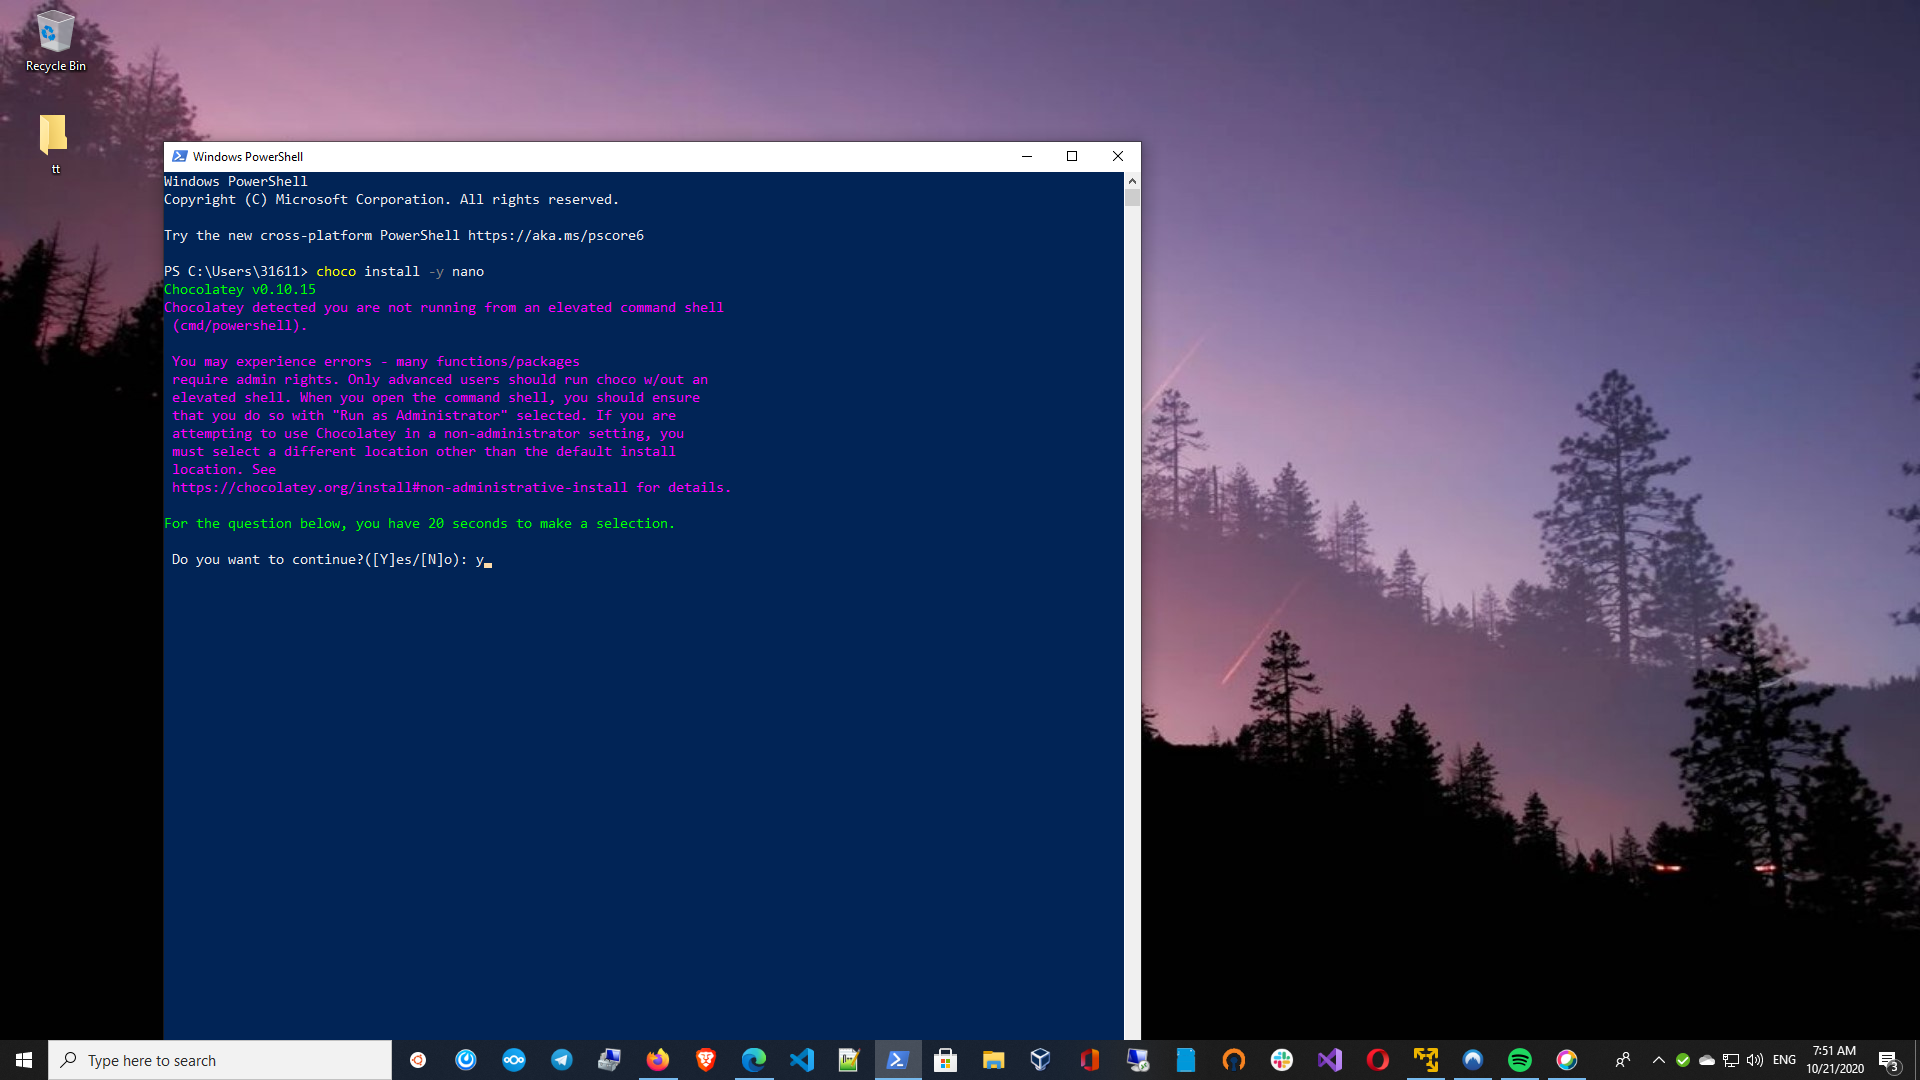 Recycle Bin
tt
Windows PowerShell
Windows PowerShell
Copyright (C) Microsoft Corporation. All rights reserved.
Try the new cross-platform PowerShell https://aka.ms/pscore6
PS C:\Users\31611> choco install -y nano
Chocolatey v0.10.15
Chocolatey detected you are not running from an elevated command shell
(cmd/powershell).
You may experience errors - many functions/packages
require admin rights. Only advanced users should run choco w/out an
elevated shell. When you open the command shell, you should ensure
that you do so with "Run as Administrator" selected. If you are
attempting to use Chocolatey in a non-administrator setting, you
must select a different location other than the default install
location. See
https://chocolatey.org/install#non-administrative-install for details.
For the question below, you have 20 seconds to make a selection.
Do you want to continue?([Y]es/[N]o): y
Type here to search
ENG
7:51 AM
10/21/2020
3